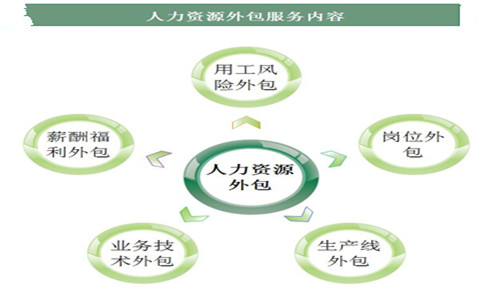 人力资源外包服务内容
用工风
险外包
薪酬福
利外包
岗位外
包
人力资源
外包
业务技
术外包
生产线
外包